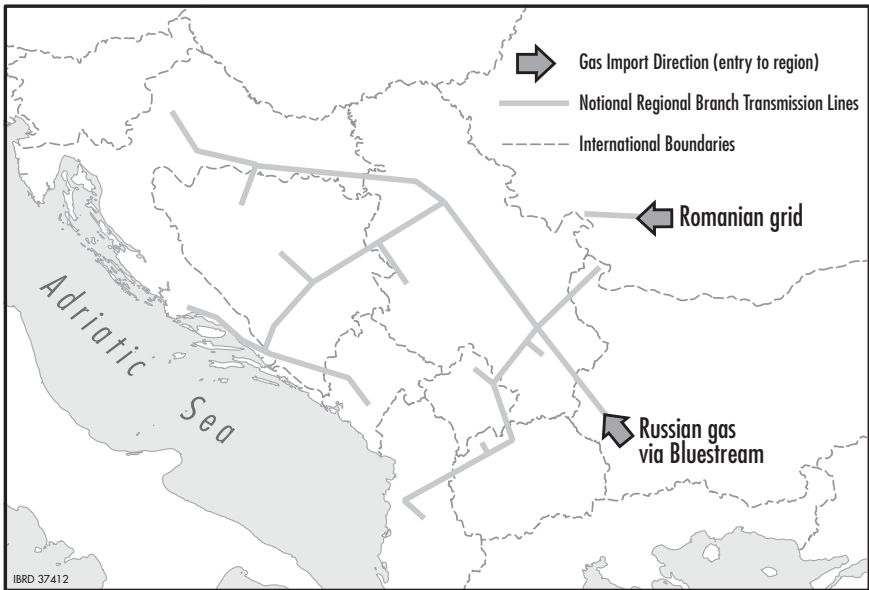 Gas Import Direction (entry to region)
Notional Regional Branch Transmission Lines
International Boundaries
Romanian grid
Adriatic
Sea
Russian gas
via Bluestream
IBRD 37412